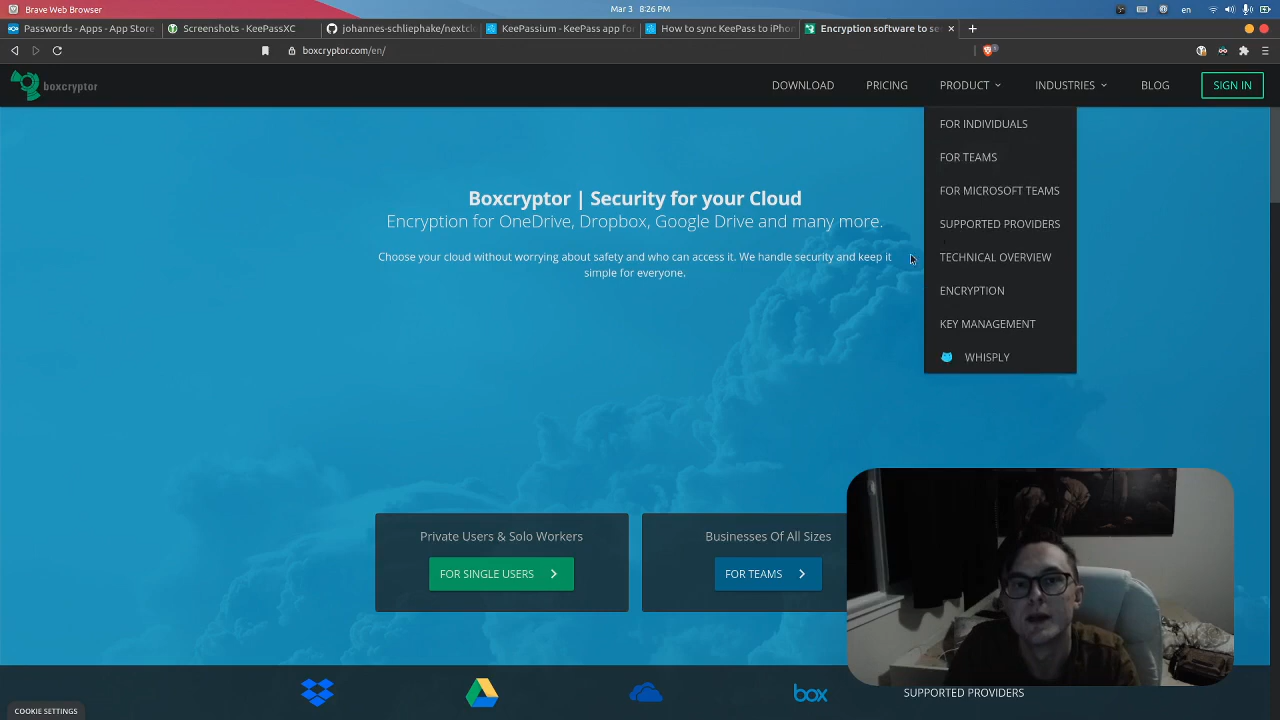 Brave Web Browser
Mar 3 8:26 PM
en
Passwords - Apps - App Store
Screenshots - KeePassXC
johannes-schliephake/nextcl
KeePassium - KeePass app for
How to sync KeePass to iPhon
Encryption software to se
boxcryptor.com/en/
boxcryptor
DOWNLOAD
PRICING
PRODUCT
INDUSTRIES
BLOG
SIGN IN
FOR INDIVIDUALS
FOR TEAMS
FOR MICROSOFT TEAMS
SUPPORTED PROVIDERS
TECHNICAL OVERVIEW
ENCRYPTION
KEY MANAGEMENT
WHISPLY
Boxcryptor | Security for your Cloud
Encryption for OneDrive, Dropbox, Google Drive and many more.
Choose your cloud without worrying about safety and who can access it. We handle security and keep it
simple for everyone.
Private Users & Solo Workers
FOR SINGLE USERS
Businesses Of All Sizes
FOR TEAMS
box
SUPPORTED PROVIDERS
COOKIE SETTINGS